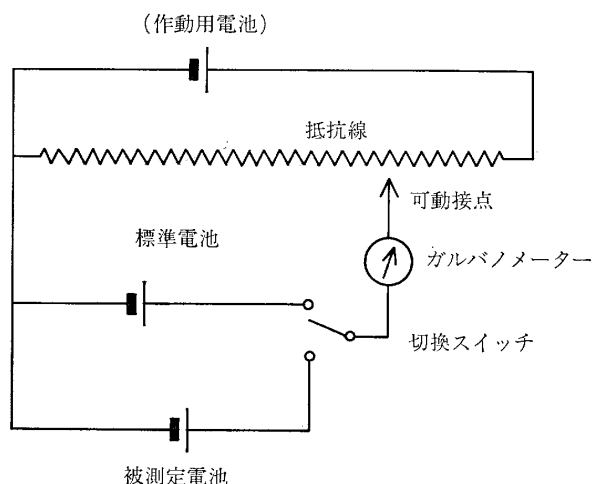 （作動用電池）
抵抗線
可動接点
標準電池
ガルバノメーター
切換スイッチ
被測定電池